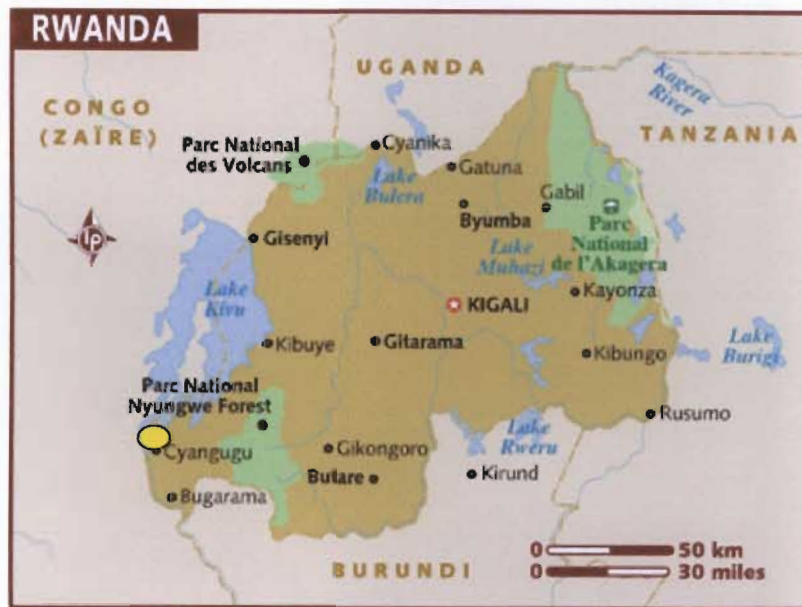 RWANDA
UGANDA
CONGO
(ZAÏRE)
Kagera
River
TANZANIA
Parc National
des Volcans
Cyanika
Lake
Bulera
Gatuna
Gabil
Byumba
Parc
National
de l'Akagera
lp
Gisenyi
Lake
Muhazi
Lake
Kivu
KIGALI
Kayonza
Kibuye
Gitarama
Kibungo
Lake
Burigi
Parc National
Nyungwe Forest
Rusumo
Lake
Rweru
Cyangugu
Gikongoro
Butare
Kirund
Bugarama
BURUNDI
0 50 km
0 30 miles